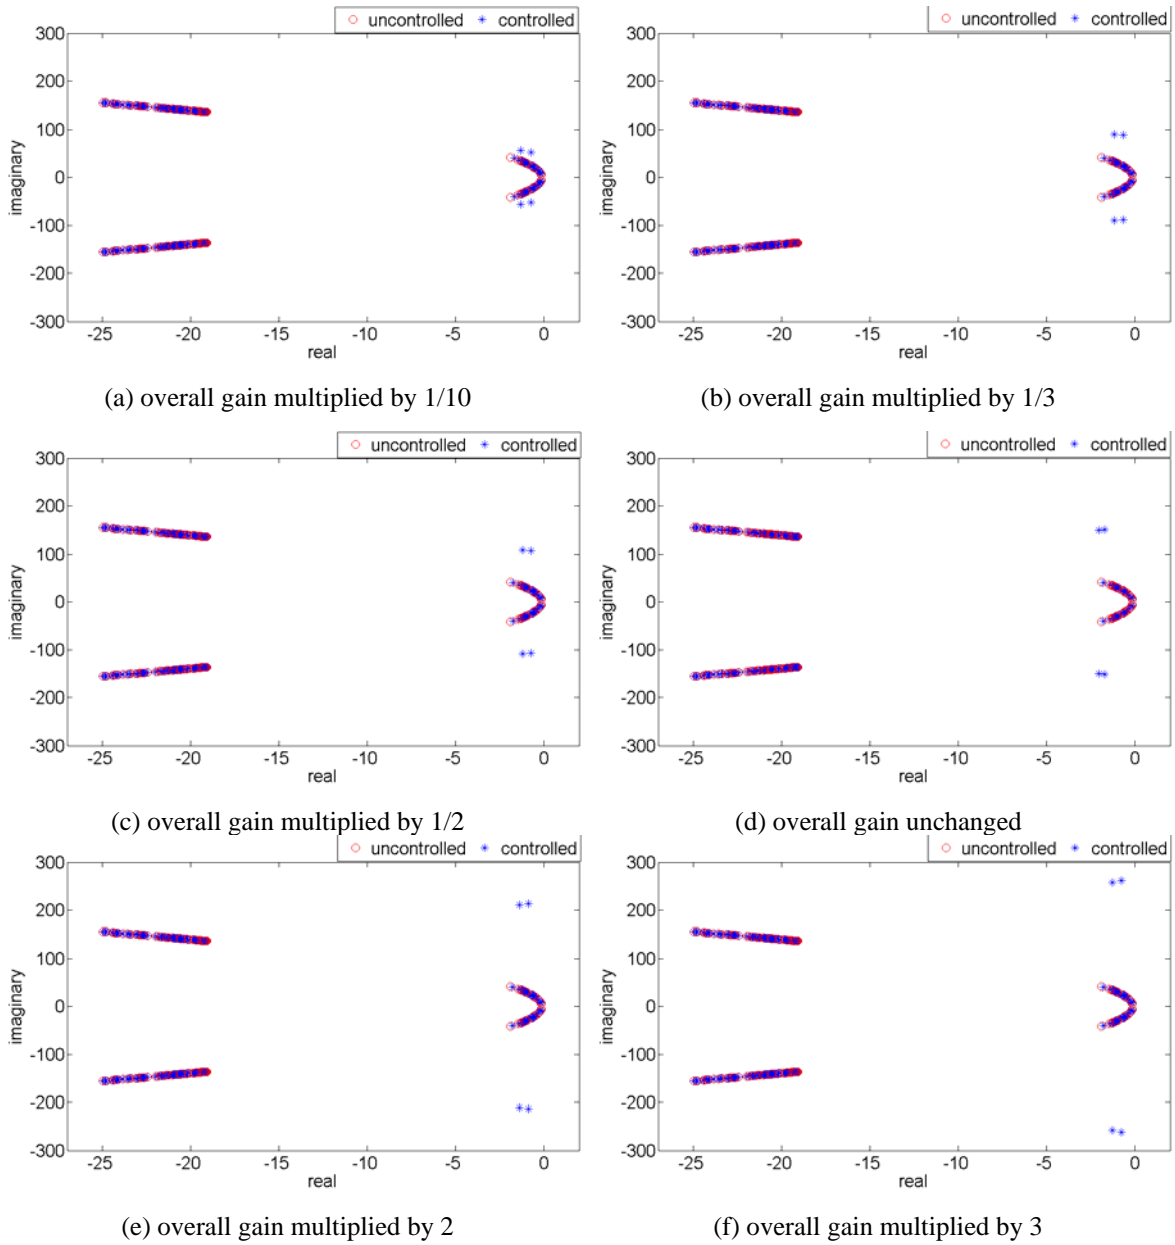 uncontrolled controlled
uncontrolled controlled
300
200
100
0
-100
-200
-300
imaginary
-25 -20 -15 -10 -5 0
real
300
200
100
0
-100
-200
-300
imaginary
-25 -20 -15 -10 -5 0
real
(a) overall gain multiplied by 1/10
(b) overall gain multiplied by 1/3
uncontrolled controlled
uncontrolled controlled
300
200
100
0
-100
-200
-300
imaginary
-25 -20 -15 -10 -5 0
real
300
200
100
0
-100
-200
-300
imaginary
-25 -20 -15 -10 -5 0
real
(c) overall gain multiplied by 1/2
(d) overall gain unchanged
uncontrolled controlled
uncontrolled controlled
300
200
100
0
-100
-200
-300
imaginary
-25 -20 -15 -10 -5 0
real
300
200
100
0
-100
-200
-300
imaginary
-25 -20 -15 -10 -5 0
real
(e) overall gain multiplied by 2
(f) overall gain multiplied by 3